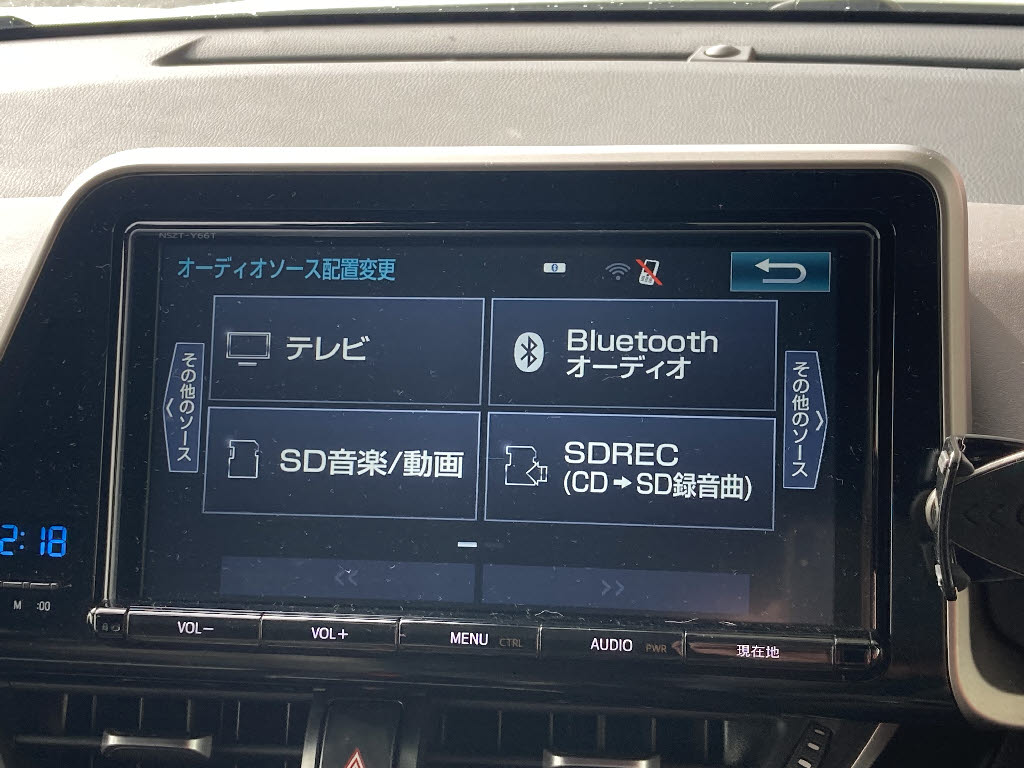 NSZT-Y66T
オーディオソース配置変更
テレビ
Bluetooth
オーディオ
その他のソース
その他のソース
SD音楽/動画
SDREC
(CD➡SD録音曲)
2:18
M :00
VOL−
VOL+
MENU CTRL
AUDIO PWR
現在地